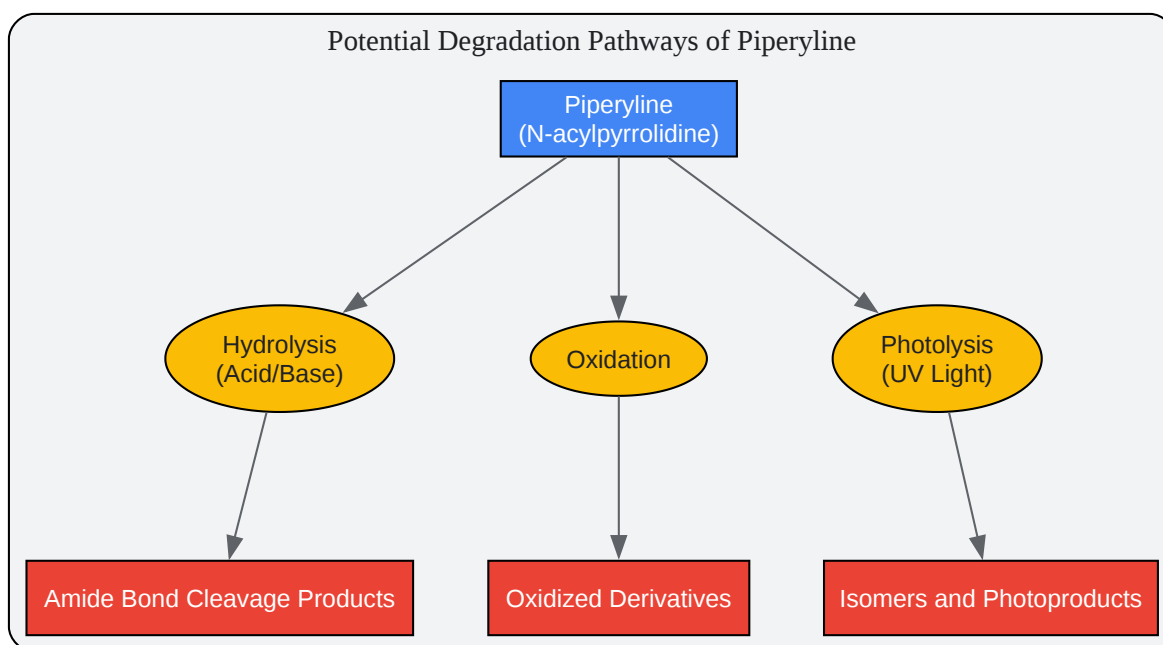 Potential Degradation Pathways of Piperyline
Piperyline
(N-acylpyrrolidine)
Hydrolysis
(Acid/Base)
Oxidation
Photolysis
(UV Light)
Amide Bond Cleavage Products
Oxidized Derivatives
Isomers and Photoproducts